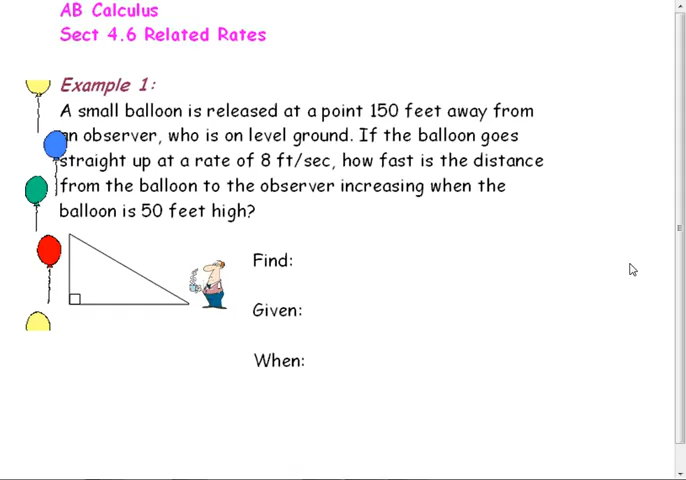 AB Calculus
Sect 4.6 Related Rates
Example 1:
A small balloon is released at a point 150 feet away from
an observer, who is on level ground. If the balloon goes
straight up at a rate of 8 ft/sec, how fast is the distance
from the balloon to the observer increasing when the
balloon is 50 feet high?
Find:
Given:
When: